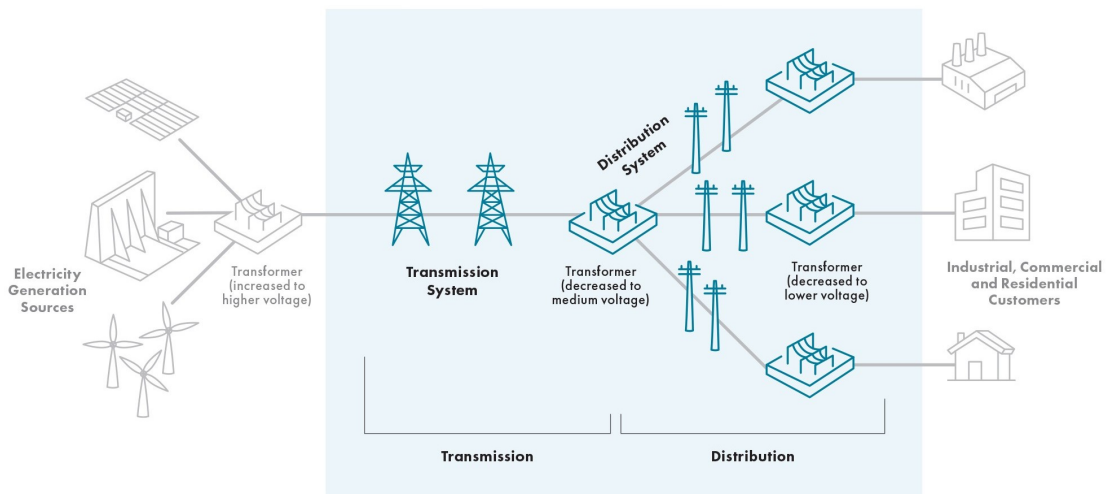 Distribution
System
Electricity
Generation
Sources
Transformer
(increased to
higher voltage)
Transmission
System
Transformer
(decreased to
medium voltage)
Transformer
(decreased to
lower voltage)
Industrial, Commercial
and Residential
Customers
Transmission
Distribution